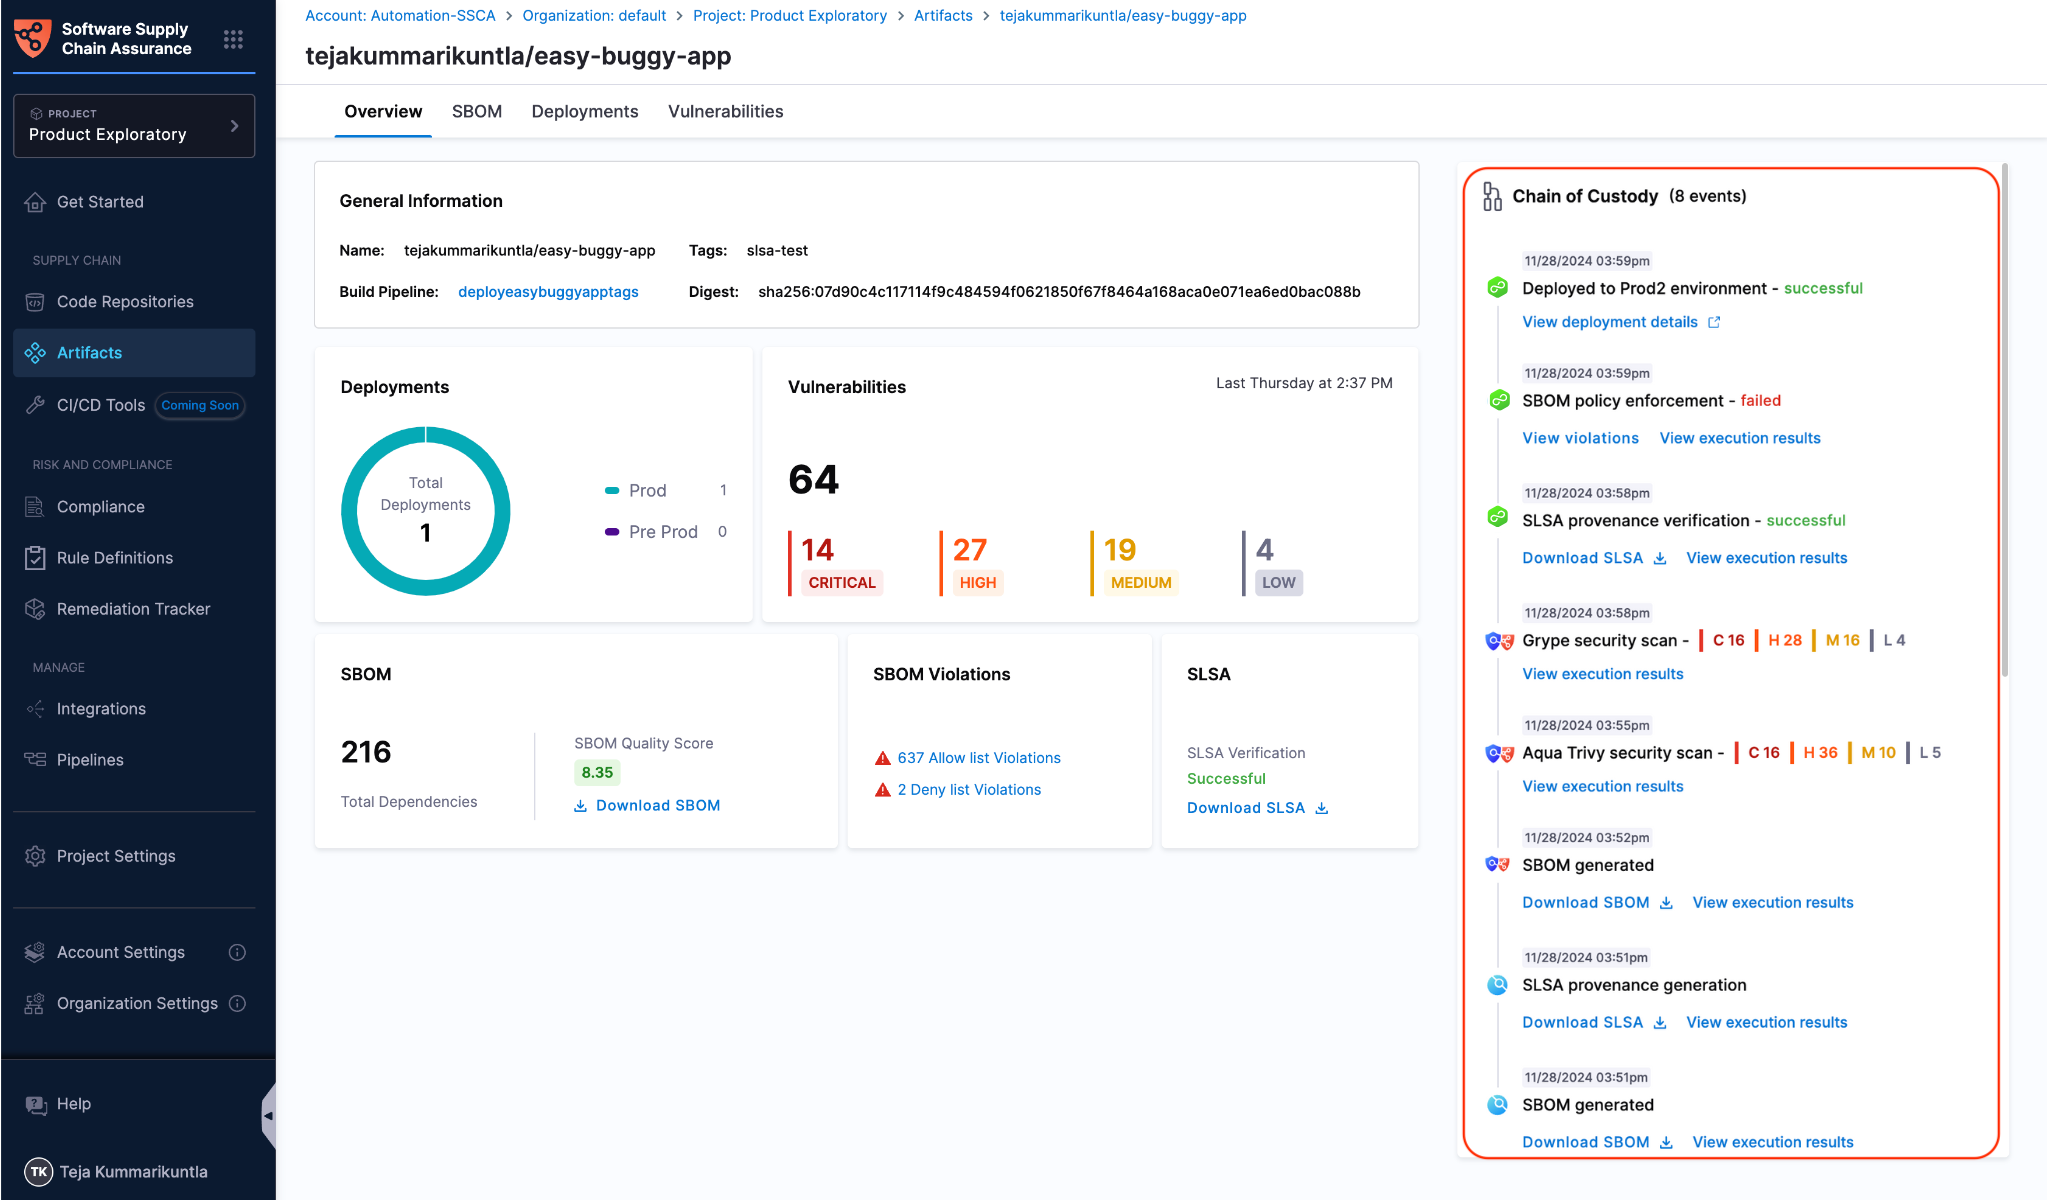 Software Supply
Chain Assurance
PROJECT
Product Exploratory
Get Started
SUPPLY CHAIN
Code Repositories
Artifacts
CI/CD Tools Coming Soon
RISK AND COMPLIANCE
Compliance
Rule Definitions
Remediation Tracker
MANAGE
Integrations
Pipelines
Project Settings
Account Settings
Organization Settings
Help
TK Teja Kummarikuntla
Account: Automation-SSCA > Organization: default > Project: Product Exploratory > Artifacts > tejakummarikuntla/easy-buggy-app
tejakummarikuntla/easy-buggy-app
Overview SBOM Deployments Vulnerabilities
General Information
Name: tejakummarikuntla/easy-buggy-app Tags: slsa-test
Build Pipeline: deployeasybuggyapptags Digest: sha256:07d90c4c117114f9c484594f0621850f67f8464a168aca0e071ea6ed0bac088b
Deployments
Total
Deployments
1
Prod 1
Pre Prod 0
Vulnerabilities Last Thursday at 2:37 PM
64
14 27 19 4
CRITICAL HIGH MEDIUM LOW
SBOM
216
Total Dependencies
SBOM Quality Score
8.35
Download SBOM
SBOM Violations
637 Allow list Violations
2 Deny list Violations
SLSA
SLSA Verification
Successful
Download SLSA
Chain of Custody (8 events)
11/28/2024 03:59pm
Deployed to Prod2 environment - successful
View deployment details
11/28/2024 03:59pm
SBOM policy enforcement - failed
View violations View execution results
11/28/2024 03:58pm
SLSA provenance verification - successful
Download SLSA View execution results
11/28/2024 03:58pm
Grype security scan - C 16 H 28 M 16 L 4
View execution results
11/28/2024 03:55pm
Aqua Trivy security scan - C 16 H 36 M 10 L 5
View execution results
11/28/2024 03:52pm
SBOM generated
Download SBOM View execution results
11/28/2024 03:51pm
SLSA provenance generation
Download SLSA View execution results
11/28/2024 03:51pm
SBOM generated
Download SBOM View execution results